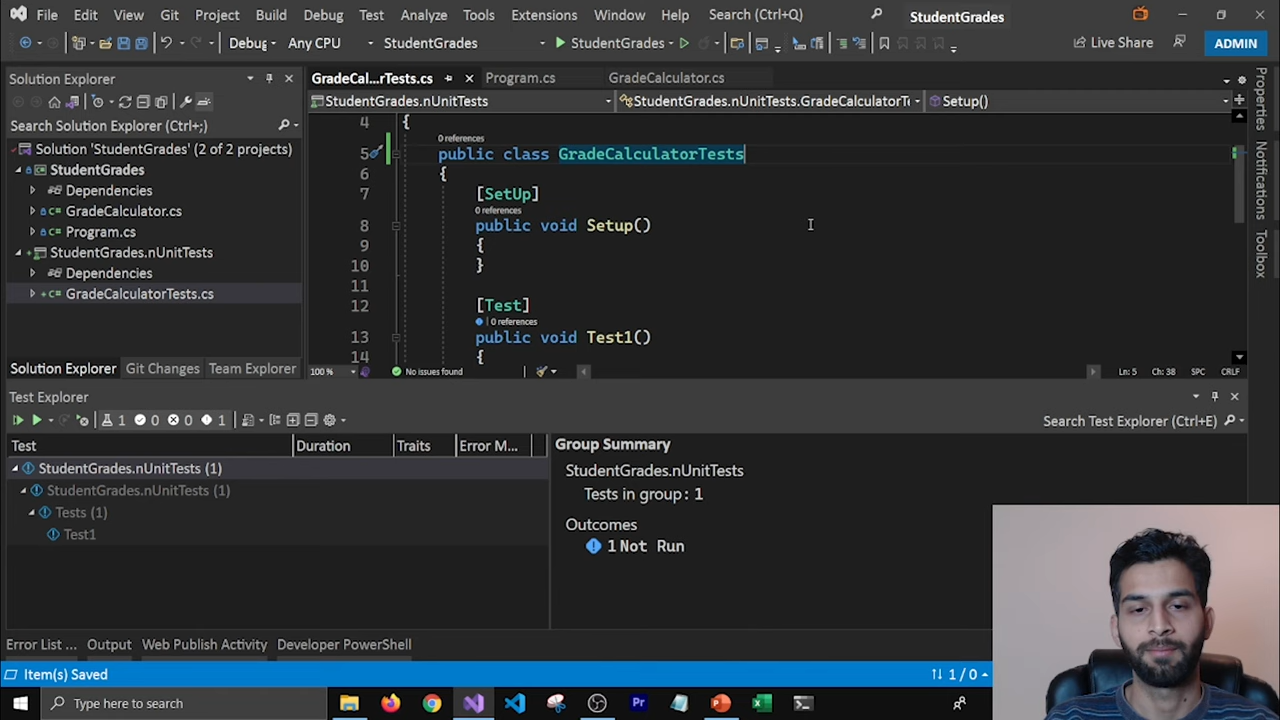 File Edit View Git Project Build Debug Test Analyze Tools Extensions Window Help Search (Ctrl+Q) StudentGrades
Debug Any CPU StudentGrades StudentGrades Live Share ADMIN
Solution Explorer
GradeCal...rTests.cs Program.cs GradeCalculator.cs
StudentGrades.nUnitTests StudentGrades.nUnitTests.GradeCalculatorT Setup()
Search Solution Explorer (Ctrl+;)
Solution 'StudentGrades' (2 of 2 projects)
StudentGrades
Dependencies
GradeCalculator.cs
Program.cs
StudentGrades.nUnitTests
Dependencies
GradeCalculatorTests.cs
Solution Explorer Git Changes Team Explorer
4 {
0 references
5 public class GradeCalculatorTests
6 {
7 [SetUp]
0 references
8 public void Setup()
9 {
10 }
11
12 [Test]
| 0 references
13 public void Test1()
14 {
100 % No issues found Ln: 5 Ch: 38 SPC CRLF
Properties
Notifications
Toolbox
Test Explorer
1 0 0 1 Search Test Explorer (Ctrl+E)
Test Duration Traits Error M...
StudentGrades.nUnitTests (1)
StudentGrades.nUnitTests (1)
Tests (1)
Test1
Group Summary
StudentGrades.nUnitTests
Tests in group: 1
Outcomes
1 Not Run
Error List ... Output Web Publish Activity Developer PowerShell
Item(s) Saved 1 / 0
Type here to search